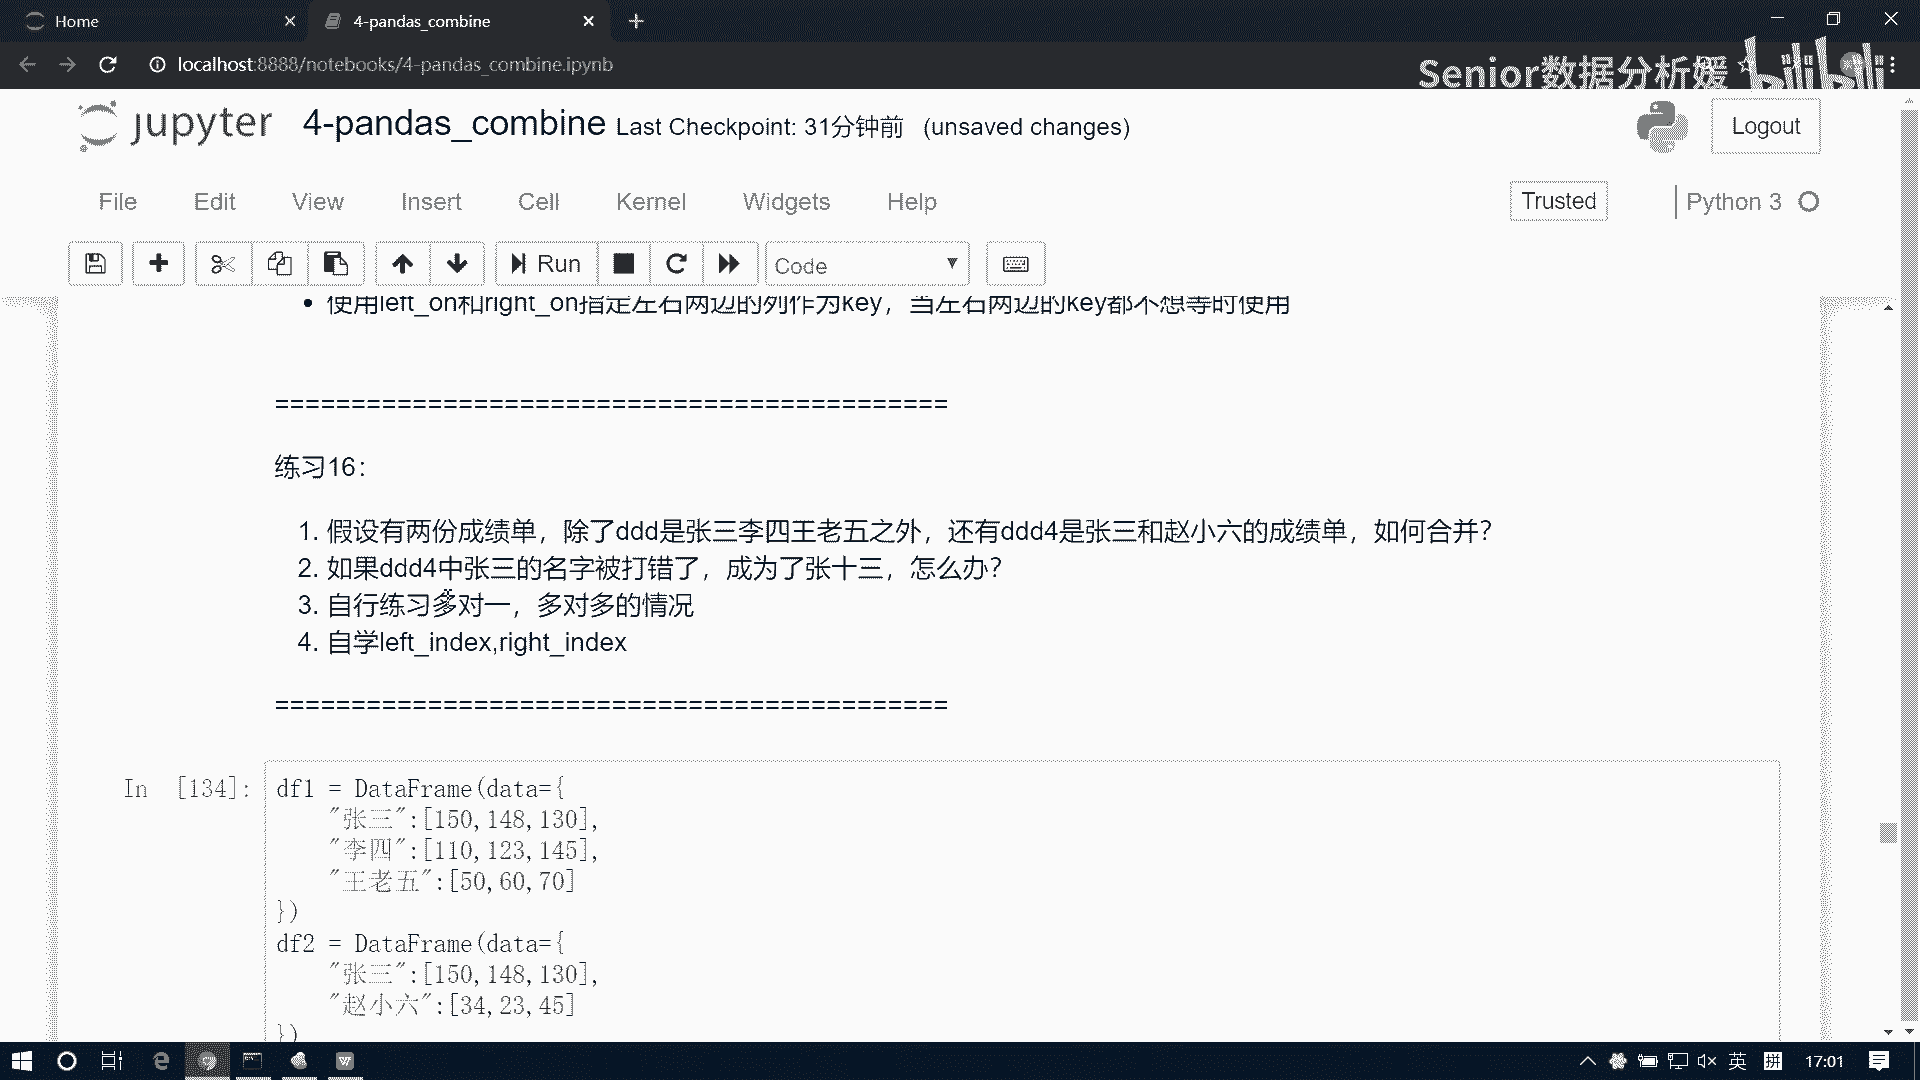 Home
4-pandas_combine
localhost:8888/notebooks/4-pandas_combine.ipynb
Senior数据分析媛
bilibili
jupyter 4-pandas_combine Last Checkpoint: 31分钟前 (unsaved changes)
Logout
File Edit View Insert Cell Kernel Widgets Help
Trusted
Python 3
Run
Code
使用left_on和right_on指定左右两边的列作为key，当左右两边的key都不想等时使用
============================================
练习16：
1. 假设有两份成绩单，除了ddd是张三李四王老五之外，还有ddd4是张三和赵小六的成绩单，如何合并？
2. 如果ddd4中张三的名字被打错了，成为了张十三，怎么办？
3. 自行练习多对一，多对多的情况
4. 自学left_index,right_index
============================================
In [134]:
df1 = DataFrame(data={
"张三":[150,148,130],
"李四":[110,123,145],
"王老五":[50,60,70]
})
df2 = DataFrame(data={
"张三":[150,148,130],
"赵小六":[34,23,45]
})
英
拼
17:01